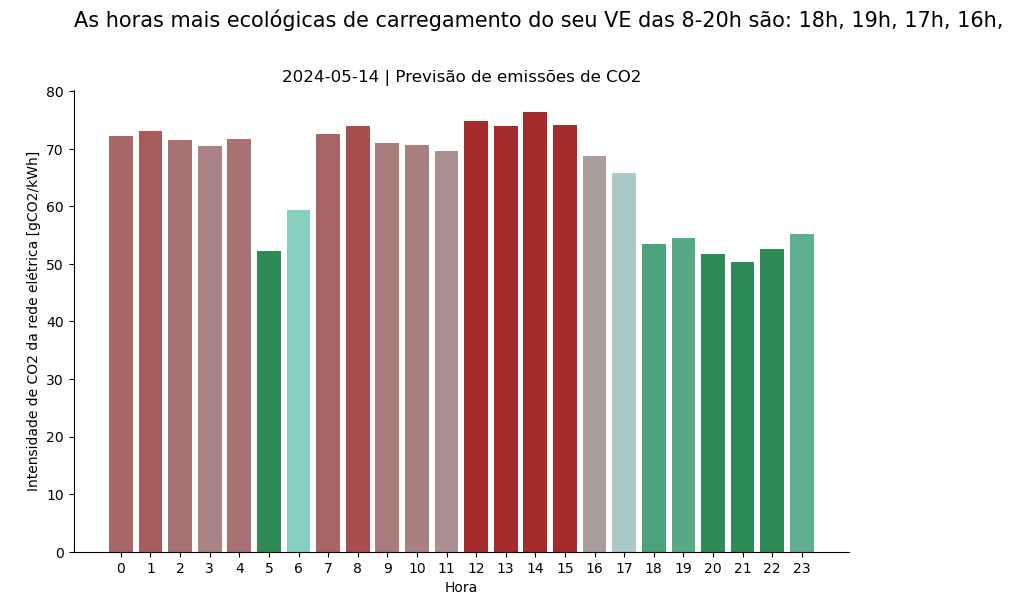 As horas mais ecológicas de carregamento do seu VE das 8-20h são: 18h, 19h, 17h, 16h,
2024-05-14 | Previsão de emissões de CO2
Intensidade de CO2 da rede elétrica [gCO2/kWh]
80
70
60
50
40
30
20
10
0
0 1 2 3 4 5 6 7 8 9 10 11 12 13 14 15 16 17 18 19 20 21 22 23
Hora